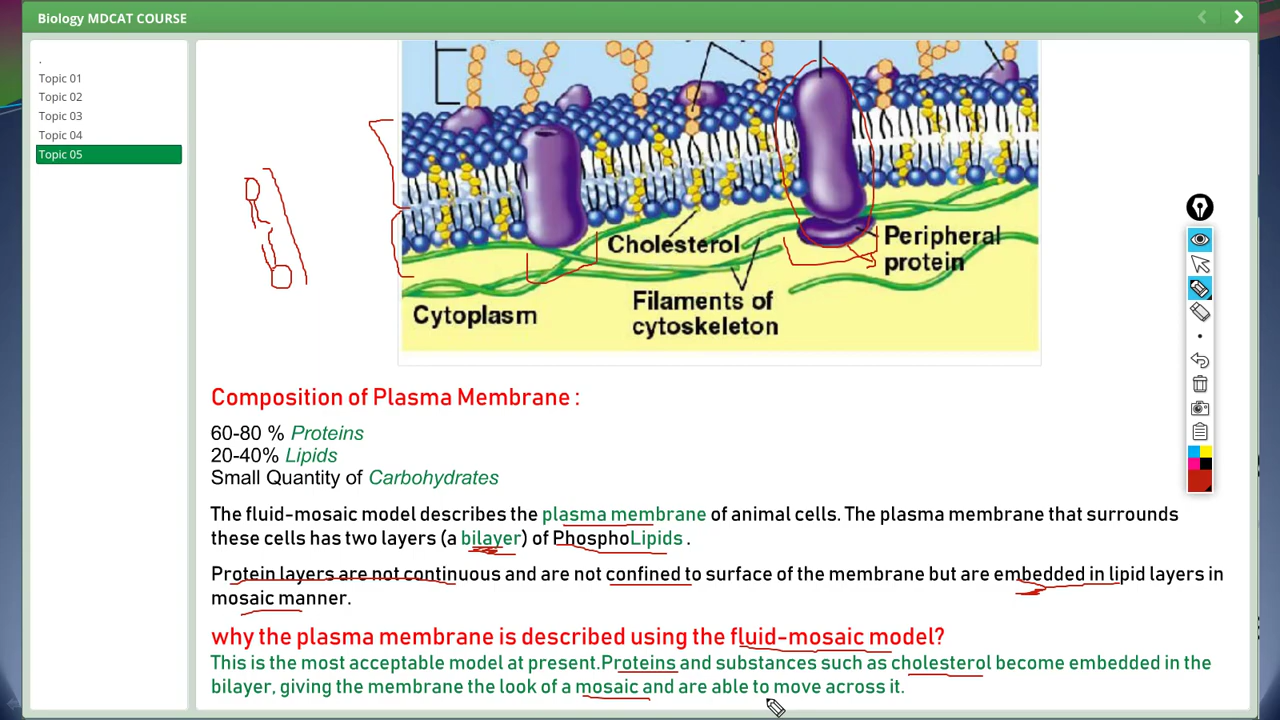 Biology MDCAT COURSE
.
Topic 01
Topic 02
Topic 03
Topic 04
Topic 05
Cholesterol
Peripheral
protein
Filaments of
cytoskeleton
Cytoplasm
Composition of Plasma Membrane :
60-80 % Proteins
20-40% Lipids
Small Quantity of Carbohydrates
The fluid-mosaic model describes the plasma membrane of animal cells. The plasma membrane that surrounds
these cells has two layers (a bilayer) of PhosphoLipids .
Protein layers are not continuous and are not confined to surface of the membrane but are embedded in lipid layers in
mosaic manner.
why the plasma membrane is described using the fluid-mosaic model?
This is the most acceptable model at present.Proteins and substances such as cholesterol become embedded in the
bilayer, giving the membrane the look of a mosaic and are able to move across it.